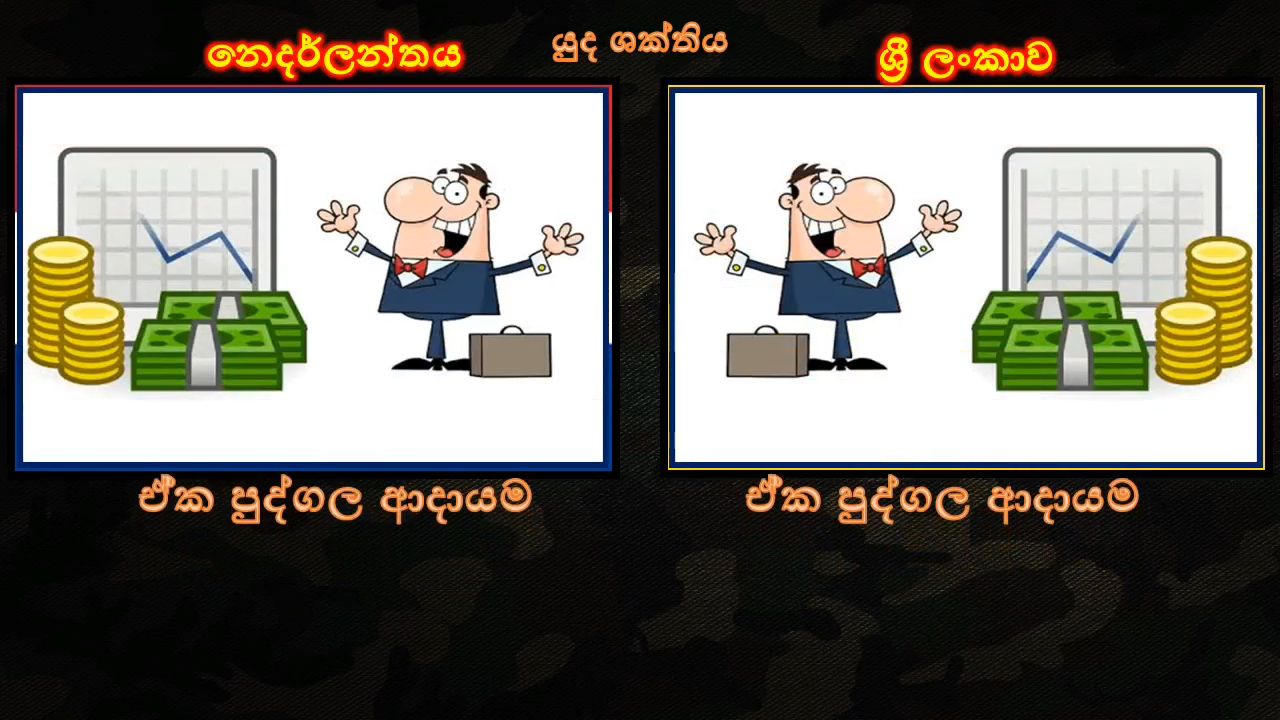 නෙදර්ලන්තය
යුද ශක්තිය
ශ්‍රී ලංකාව
ඒක පුද්ගල ආදායම
ඒක පුද්ගල ආදායම